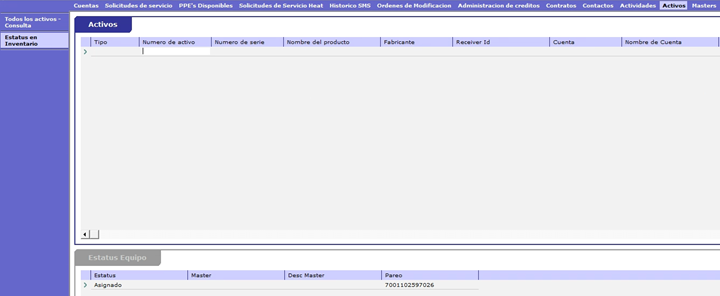 Cuentas Solicitudes de servicio PPE's Disponibles Solicitudes de Servicio Heat Historico SMS Ordenes de Modificacion Administracion de creditos Contratos Contactos Actividades Activos Masters
Todos los activos -
Consulta
Estatus en
Inventario
Activos
Tipo Numero de activo Numero de serie Nombre del producto Fabricante Receiver Id Cuenta Nombre de Cuenta
Estatus Equipo
Estatus Master Desc Master Pareo
Asignado 7001102597026